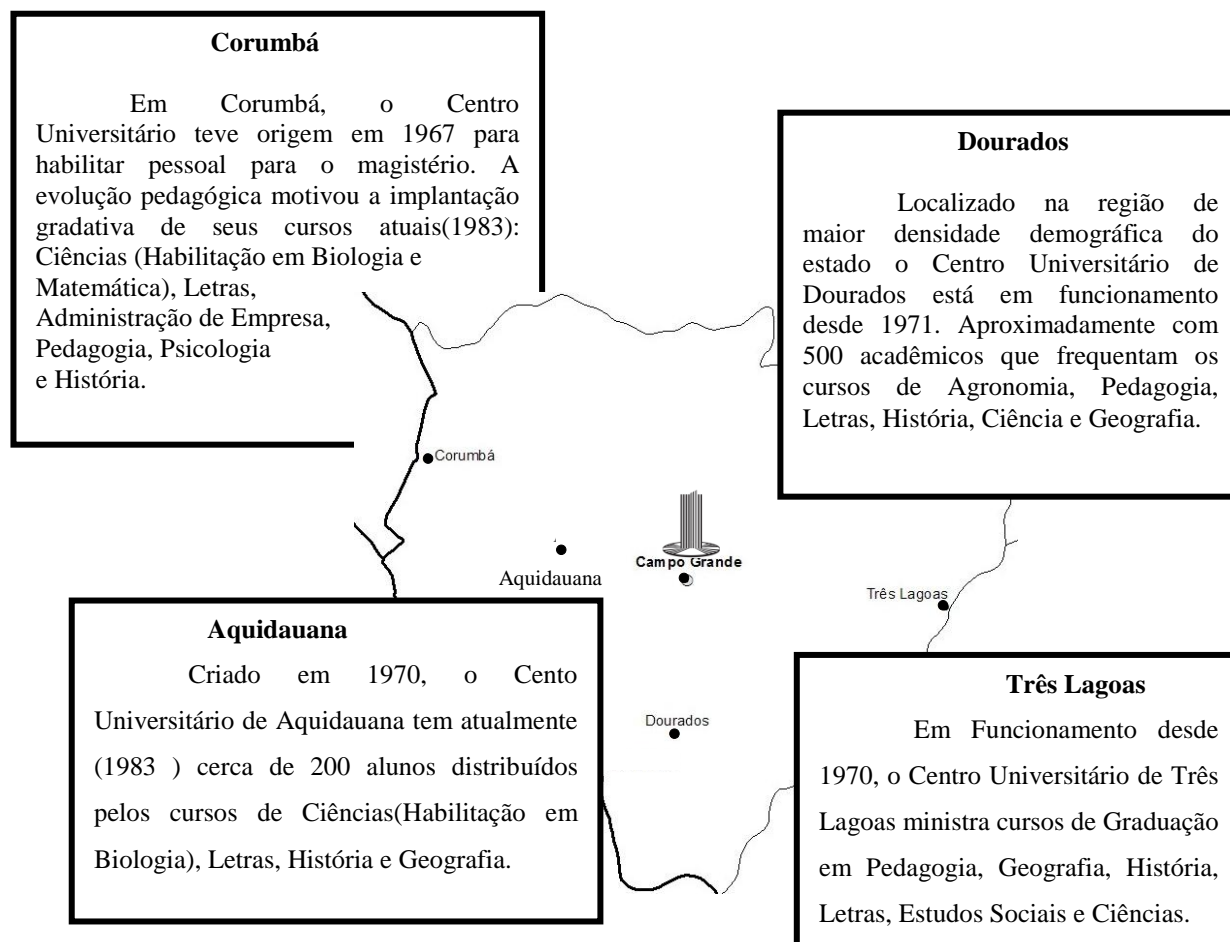 Corumbá
Em Corumbá, o Centro
Universitário teve origem em 1967 para
habilitar pessoal para o magistério. A
evolução pedagógica motivou a implantação
gradativa de seus cursos atuais(1983):
Ciências (Habilitação em Biologia e
Matemática), Letras,
Administração de Empresa,
Pedagogia, Psicologia
e História.
Dourados
Localizado na região de
maior densidade demográfica do
estado o Centro Universitário de
Dourados está em funcionamento
desde 1971. Aproximadamente com
500 acadêmicos que frequentam os
cursos de Agronomia, Pedagogia,
Letras, História, Ciência e Geografia.
Corumbá
Aquidauana
Campo Grande
Três Lagoas
Dourados
Aquidauana
Criado em 1970, o Cento
Universitário de Aquidauana tem atualmente
(1983 ) cerca de 200 alunos distribuídos
pelos cursos de Ciências(Habilitação em
Biologia), Letras, História e Geografia.
Três Lagoas
Em Funcionamento desde
1970, o Centro Universitário de Três
Lagoas ministra cursos de Graduação
em Pedagogia, Geografia, História,
Letras, Estudos Sociais e Ciências.